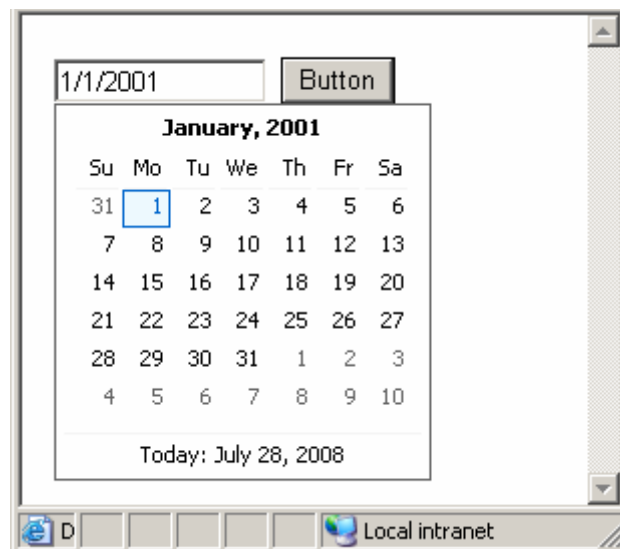 1/1/2001 Button
January, 2001
Su Mo Tu We Th Fr Sa
31 1 2 3 4 5 6
7 8 9 10 11 12 13
14 15 16 17 18 19 20
21 22 23 24 25 26 27
28 29 30 31 1 2 3
4 5 6 7 8 9 10
Today: July 28, 2008
D Local intranet